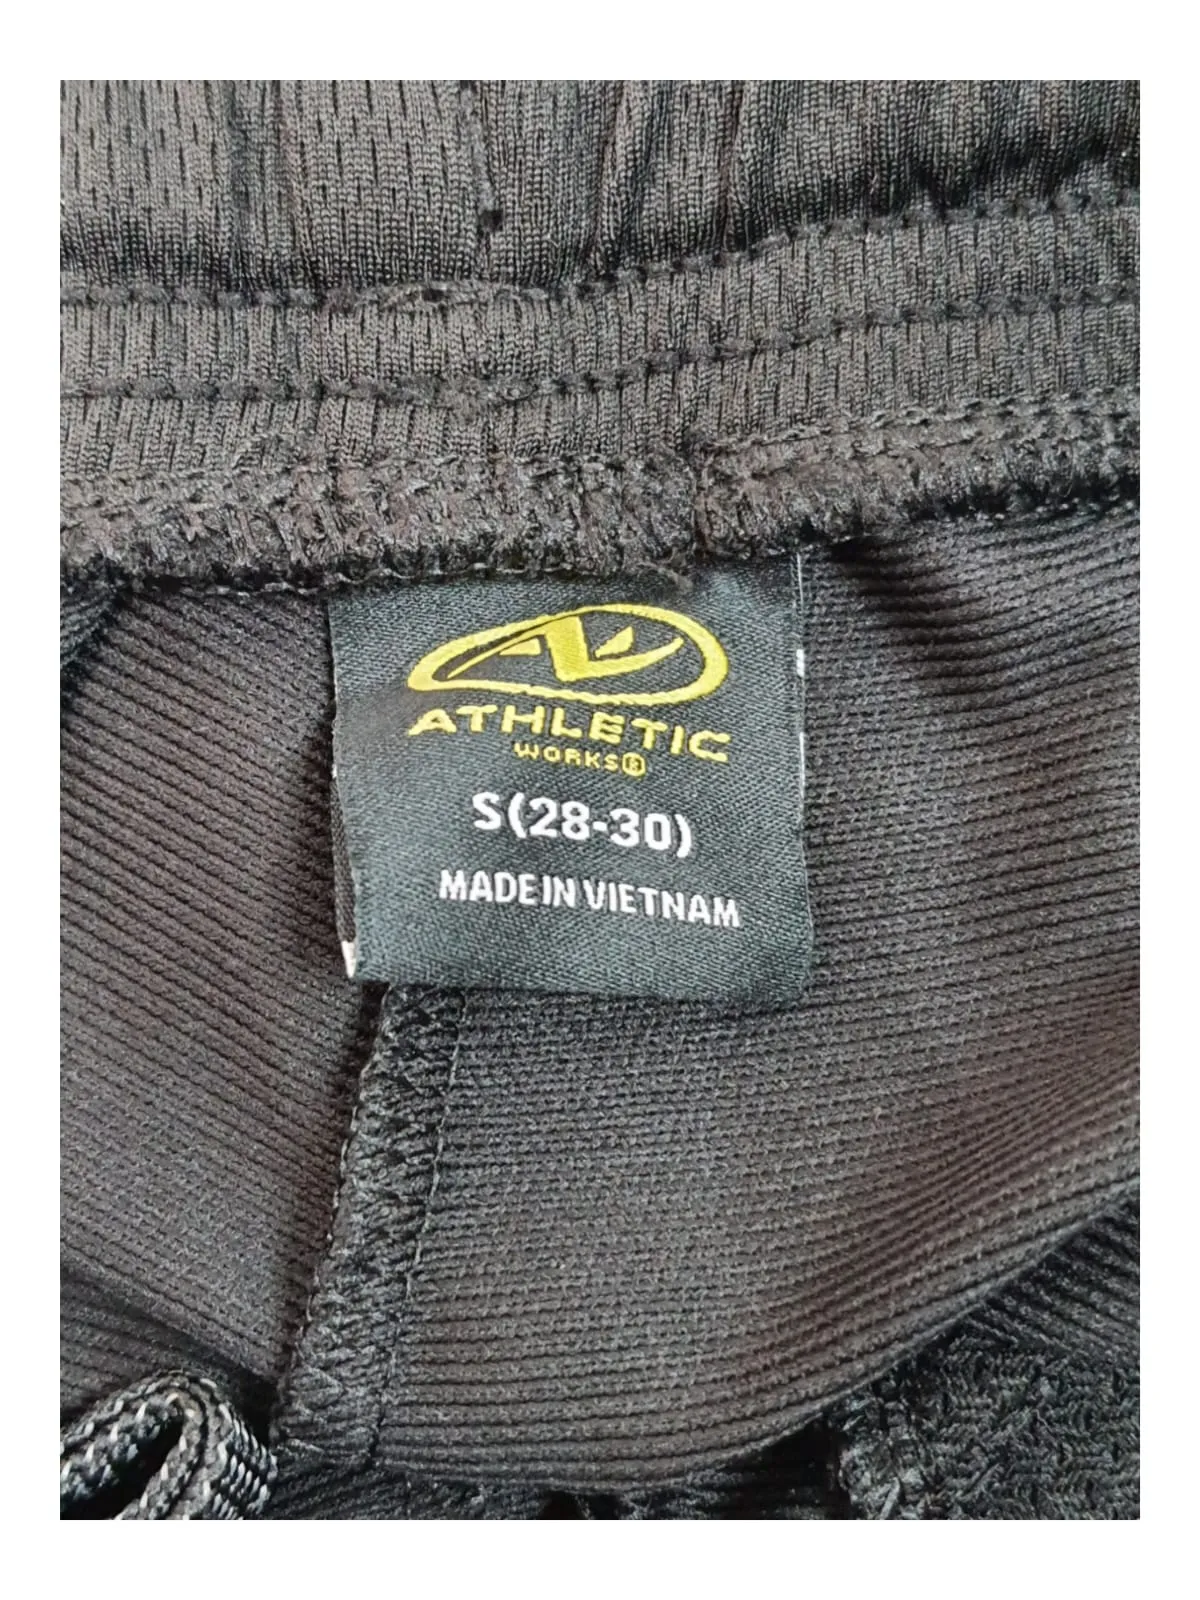 ATHLETIC
WORKS®
S(28-30)
MADE IN VIETNAM